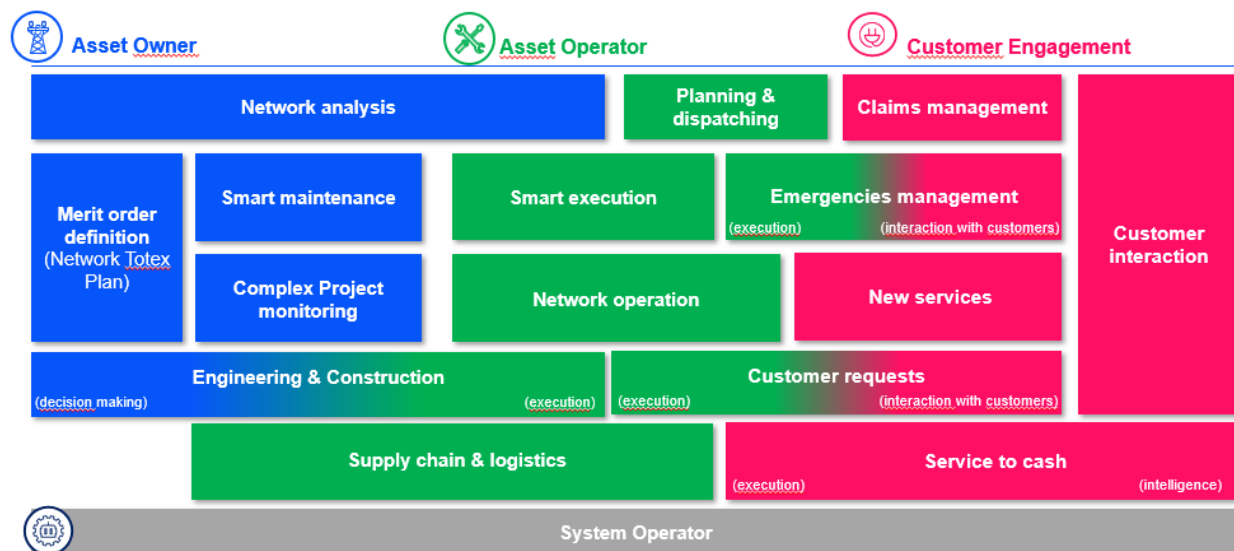 Asset Owner
Asset Operator
Customer Engagement
Network analysis
Planning &
dispatching
Claims management
Merit order
definition
(Network Totex
Plan)
Smart maintenance
Smart execution
Emergencies management
(execution)
(interaction with customers)
Customer
interaction
Complex Project
monitoring
Network operation
New services
Engineering & Construction
(decision making)
(execution)
Customer requests
(execution)
(interaction with customers)
Supply chain & logistics
Service to cash
(execution)
(intelligence)
System Operator